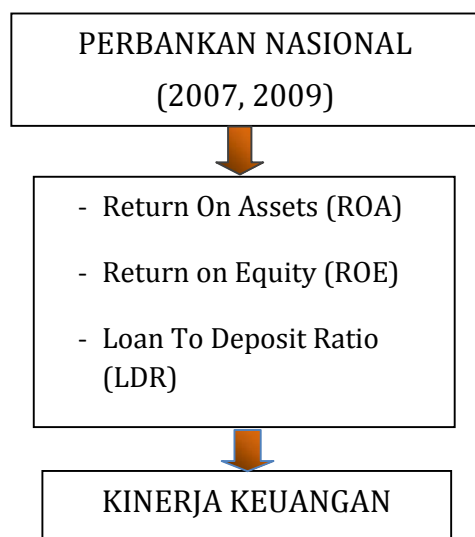 PERBANKAN NASIONAL
(2007, 2009)
- Return On Assets (ROA)
- Return on Equity (ROE)
- Loan To Deposit Ratio
(LDR)
KINERJA KEUANGAN